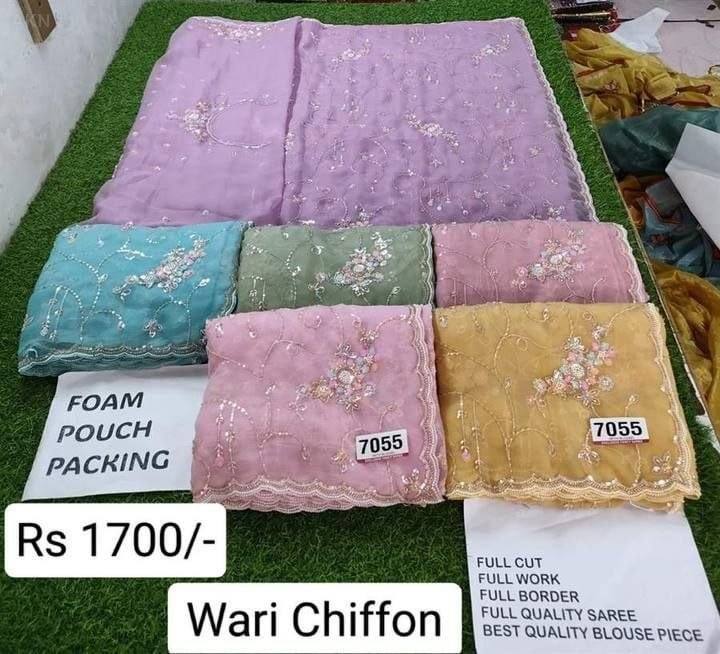 7055
7055
FOAM
POUCH
PACKING
Rs 1700/-
FULL CUT
FULL WORK
FULL BORDER
FULL QUALITY SAREE
BEST QUALITY BLOUSE PIECE
Wari Chiffon